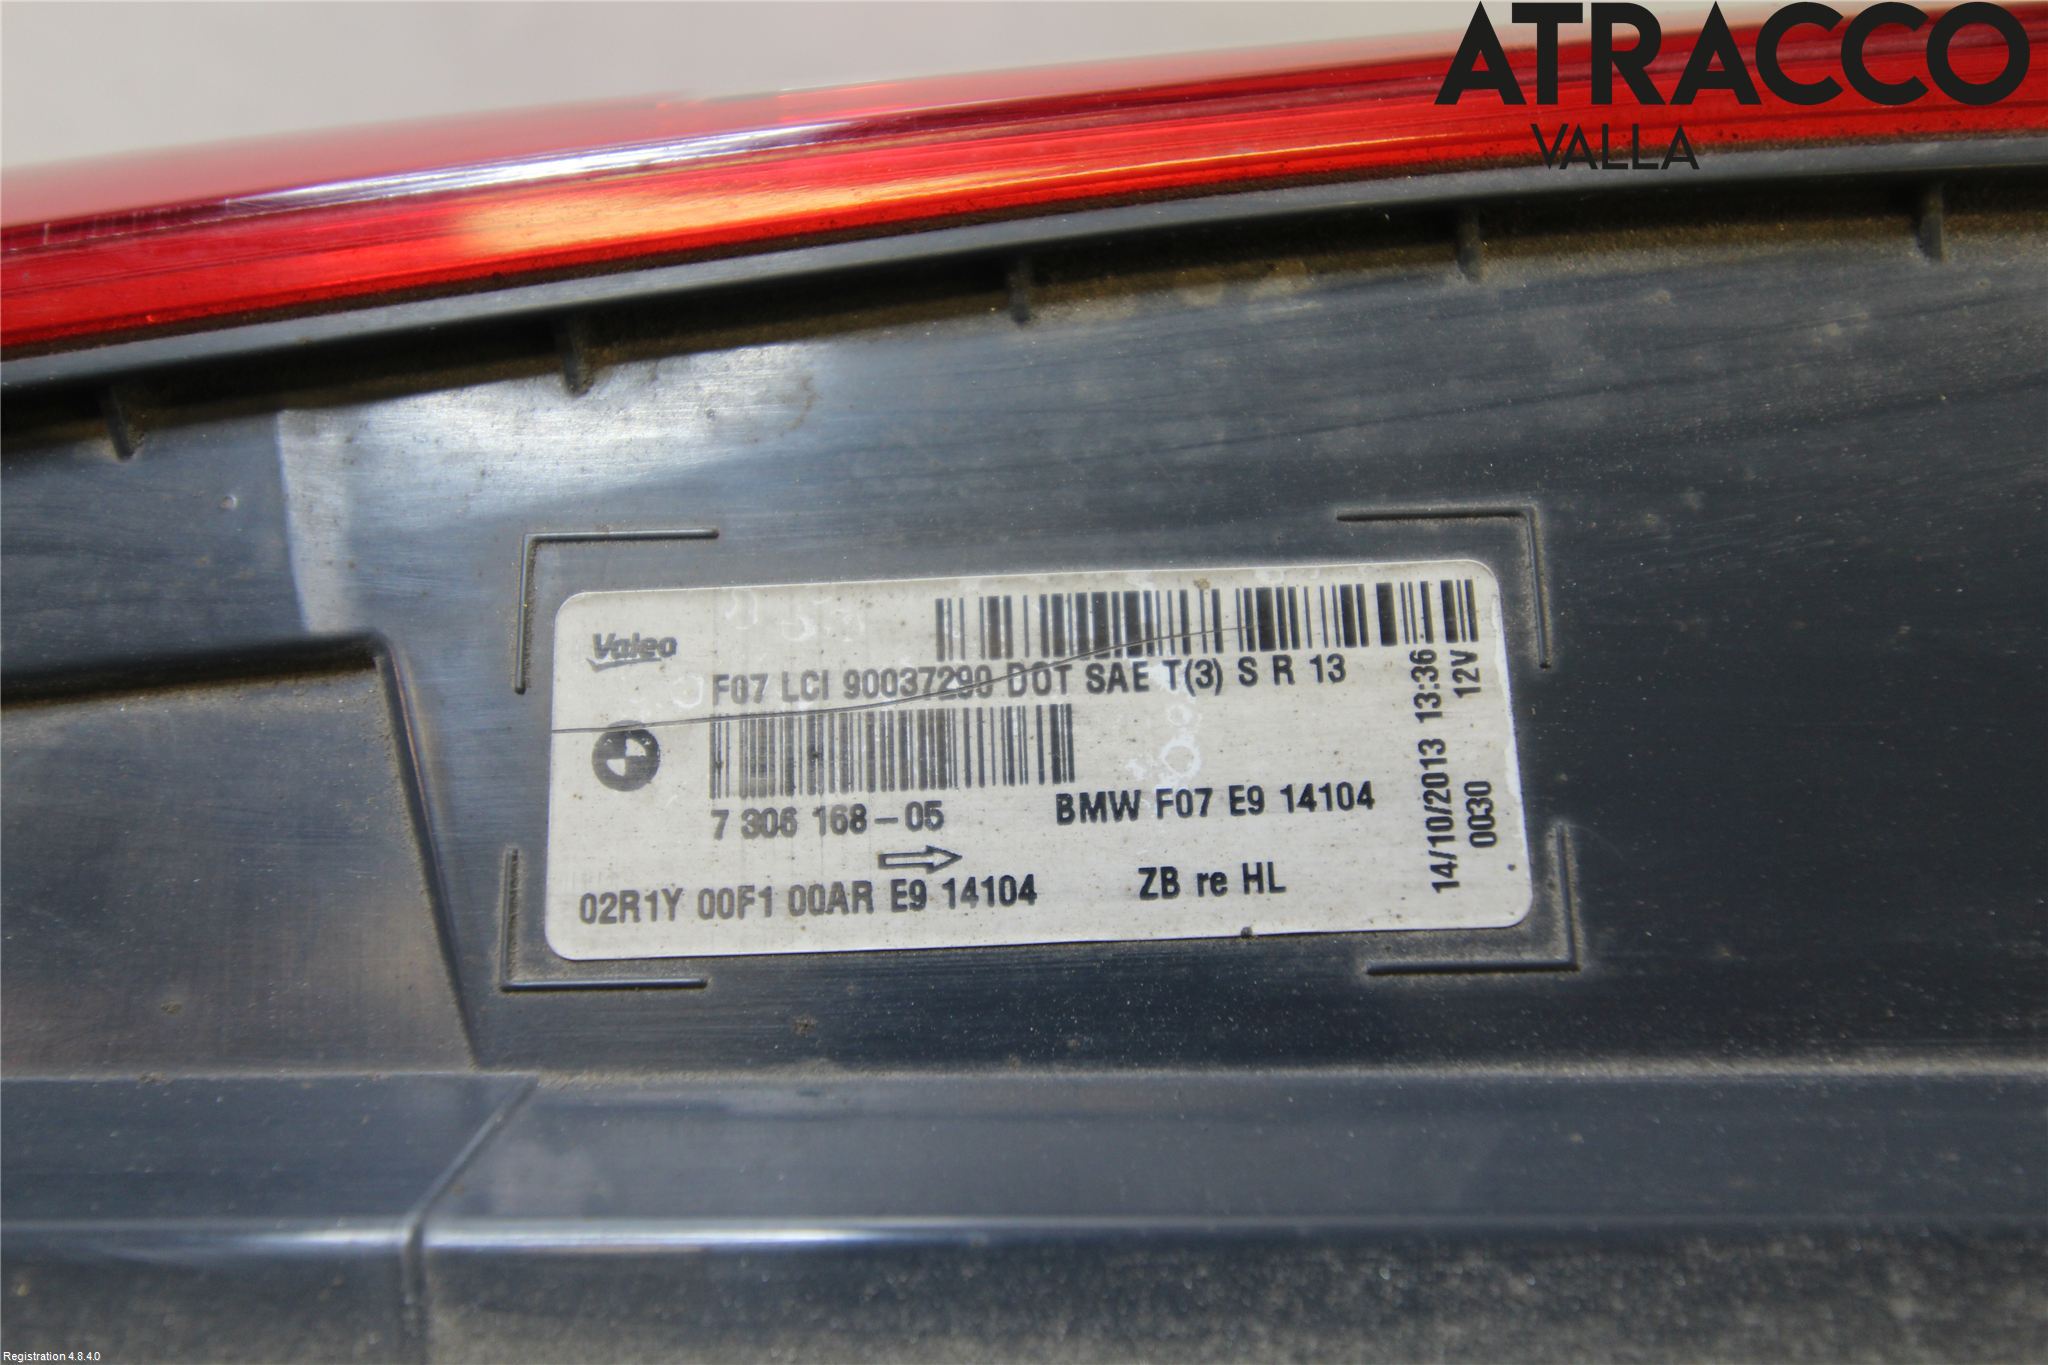 ATRACCO
VALLA
Valeo
F07 LCI 90037290 DOT SAE T(3) S R 13
7 306 168-05
BMW F07 E9 14104
02R1Y 00F1 00AR E9 14104
ZB re HL
14/10/2013 13:36
0030 12V
Registration 4.8.4.0